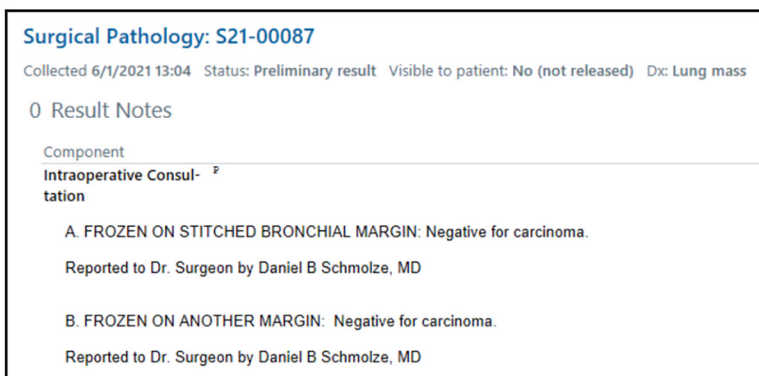 Surgical Pathology: S21-00087
Collected 6/1/2021 13:04 Status: Preliminary result Visible to patient: No (not released) Dx: Lung mass
0 Result Notes
Component
Intraoperative Consul- P
tation
A. FROZEN ON STITCHED BRONCHIAL MARGIN: Negative for carcinoma.
Reported to Dr. Surgeon by Daniel B Schmolze, MD
B. FROZEN ON ANOTHER MARGIN: Negative for carcinoma.
Reported to Dr. Surgeon by Daniel B Schmolze, MD